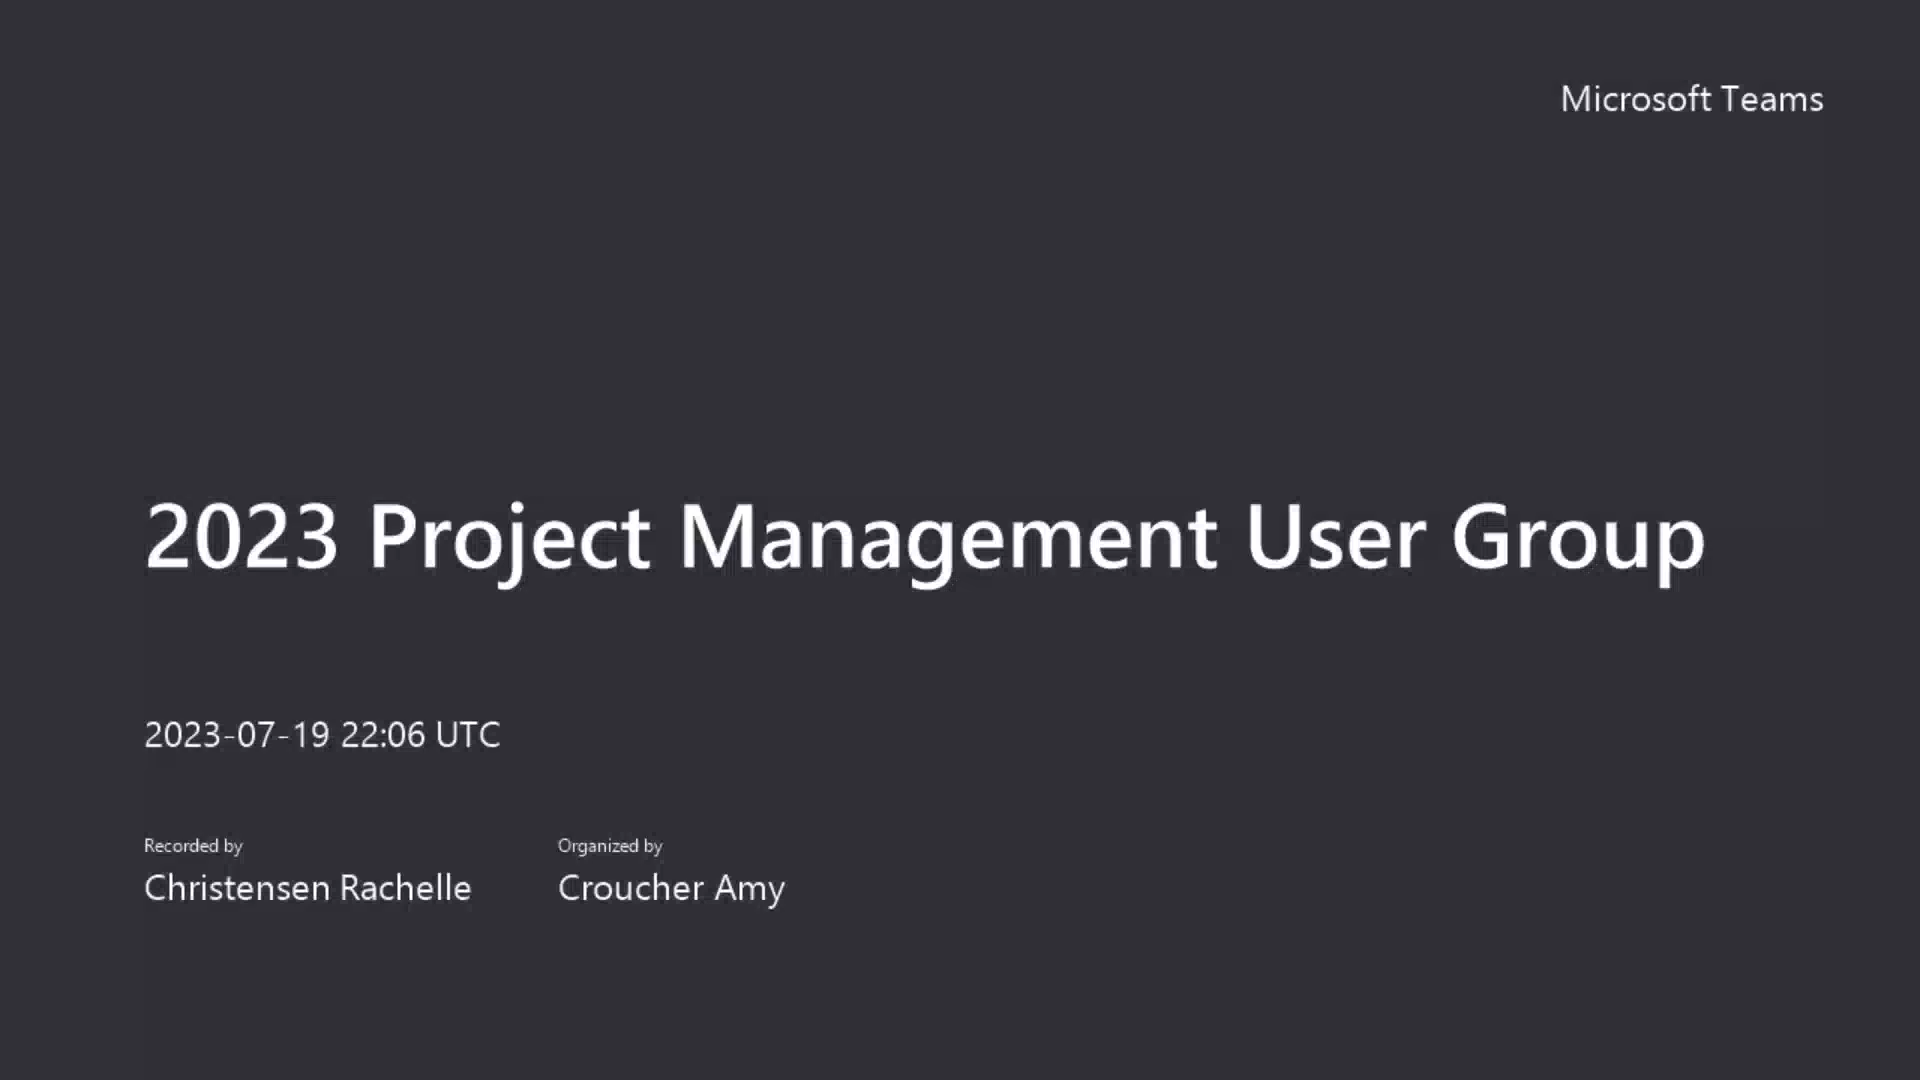 Microsoft Teams
2023 Project Management User Group
2023-07-19 22:06 UTC
Recorded by
Organized by
Christensen Rachelle
Croucher Amy